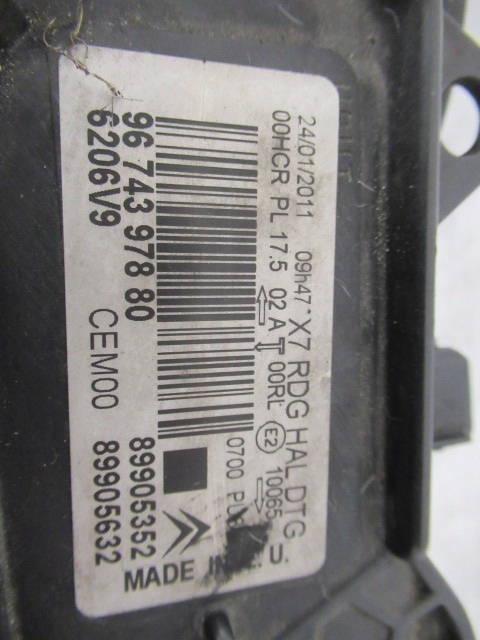 24/01/2011 09h47* X7 RDG HAL DTG
00HCR PL 17.5 02 A T 00RL E2 10065
0700
96 743 978 80 89905352
6206V9 CEM00 89905632
MADE IN E. U.